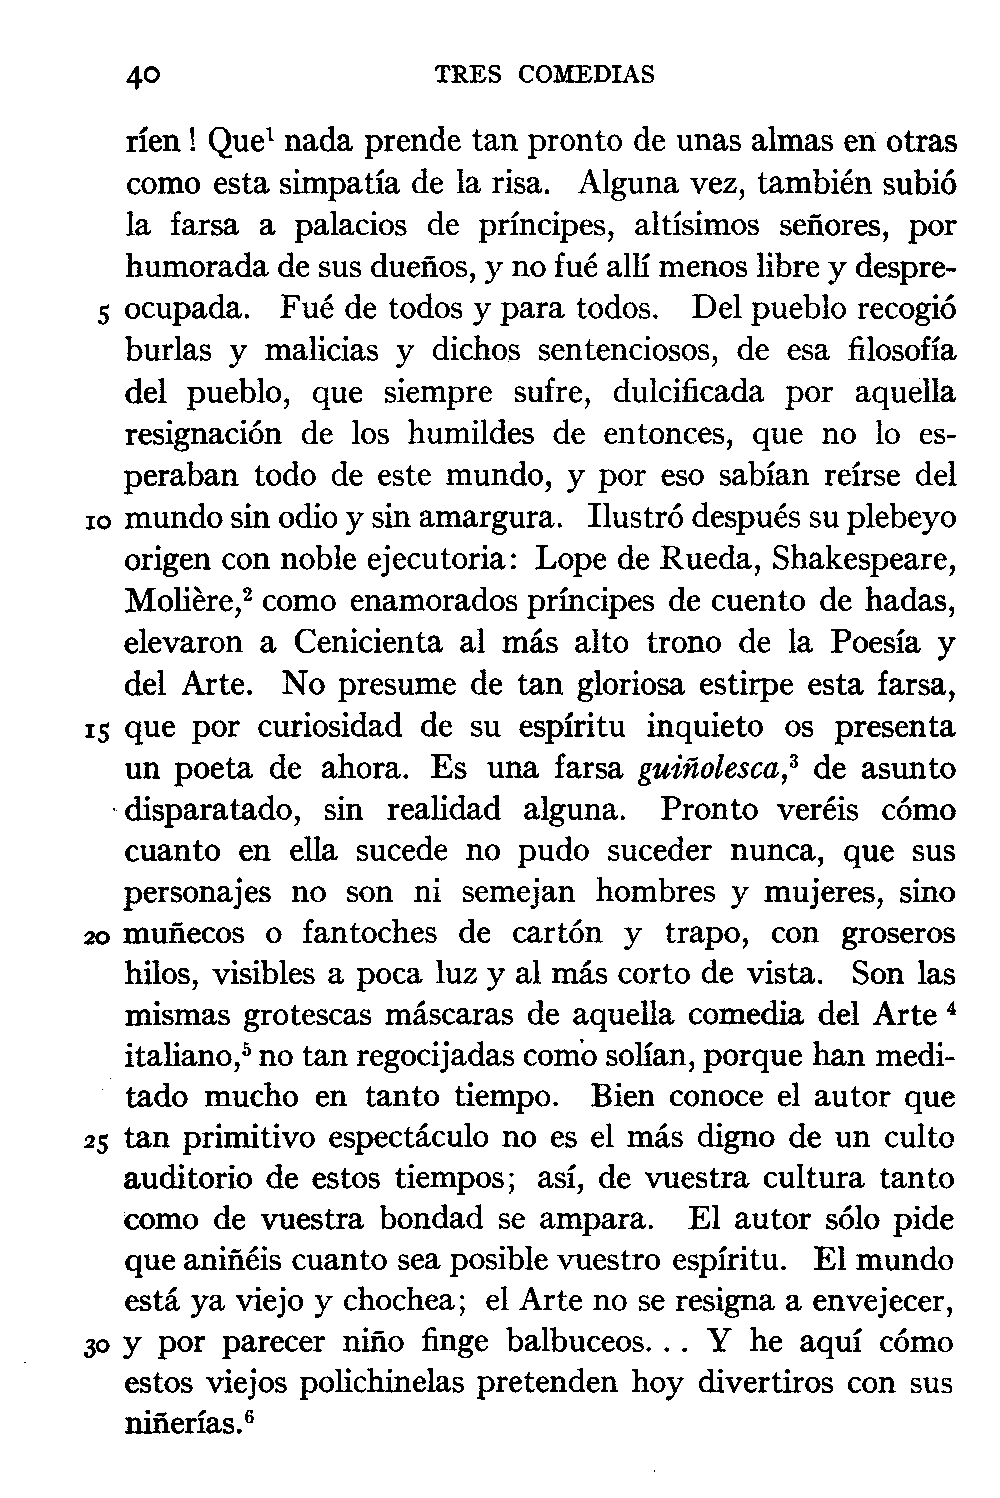 40 TRES COMEDIAS
ríen! Que¹ nada prende tan pronto de unas almas en otras
como esta simpatía de la risa. Alguna vez, también subió
la farsa a palacios de príncipes, altísimos señores, por
humorada de sus dueños, y no fué allí menos libre y despre-
5 ocupada. Fué de todos y para todos. Del pueblo recogió
burlas y malicias y dichos sentenciosos, de esa filosofía
del pueblo, que siempre sufre, dulcificada por aquella
resignación de los humildes de entonces, que no lo es-
peraban todo de este mundo, y por eso sabían reírse del
10 mundo sin odio y sin amargura. Ilustró después su plebeyo
origen con noble ejecutoria: Lope de Rueda, Shakespeare,
Molière,² como enamorados príncipes de cuento de hadas,
elevaron a Cenicienta al más alto trono de la Poesía y
del Arte. No presume de tan gloriosa estirpe esta farsa,
15 que por curiosidad de su espíritu inquieto os presenta
un poeta de ahora. Es una farsa guiñolesca,³ de asunto
disparatado, sin realidad alguna. Pronto veréis cómo
cuanto en ella sucede no pudo suceder nunca, que sus
personajes no son ni semejan hombres y mujeres, sino
20 muñecos o fantoches de cartón y trapo, con groseros
hilos, visibles a poca luz y al más corto de vista. Son las
mismas grotescas máscaras de aquella comedia del Arte ⁴
italiano,⁵ no tan regocijadas como solían, porque han medi-
tado mucho en tanto tiempo. Bien conoce el autor que
25 tan primitivo espectáculo no es el más digno de un culto
auditorio de estos tiempos; así, de vuestra cultura tanto
como de vuestra bondad se ampara. El autor sólo pide
que aniñéis cuanto sea posible vuestro espíritu. El mundo
está ya viejo y chochea; el Arte no se resigna a envejecer,
30 y por parecer niño finge balbuceos... Y he aquí cómo
estos viejos polichinelas pretenden hoy divertiros con sus
niñerías.⁶